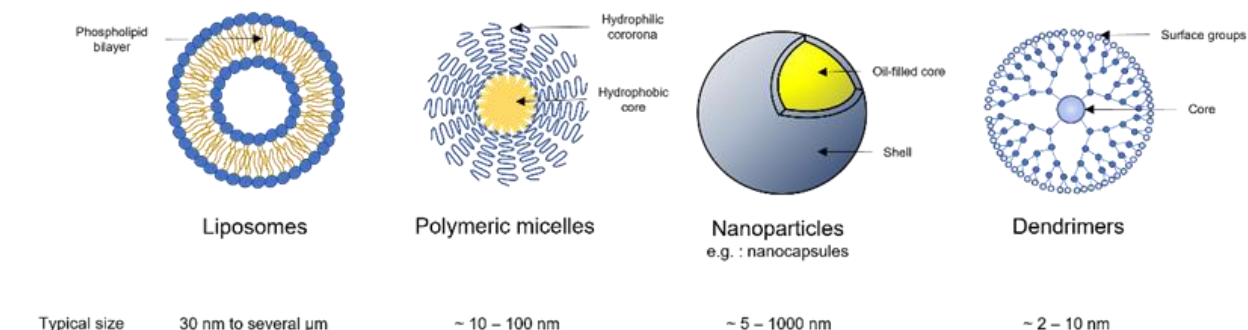 Phospholipid
bilayer
Hydrophilic
cororona
Hydrophobic
core
Oil-filled core
Shell
Surface groups
Core
Liposomes
Polymeric micelles
Nanoparticles
e.g. : nanocapsules
Dendrimers
Typical size 30 nm to several µm ~ 10 – 100 nm ~ 5 – 1000 nm ~ 2 – 10 nm